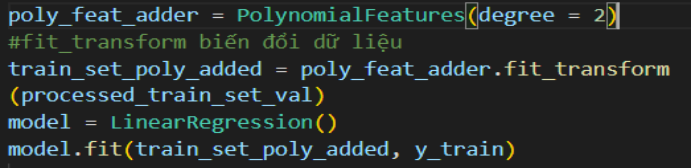 poly_feat_adder = PolynomialFeatures(degree = 2)
#fit_transform biến đổi dữ liệu
train_set_poly_added = poly_feat_adder.fit_transform
(processed_train_set_val)
model = LinearRegression()
model.fit(train_set_poly_added, y_train)